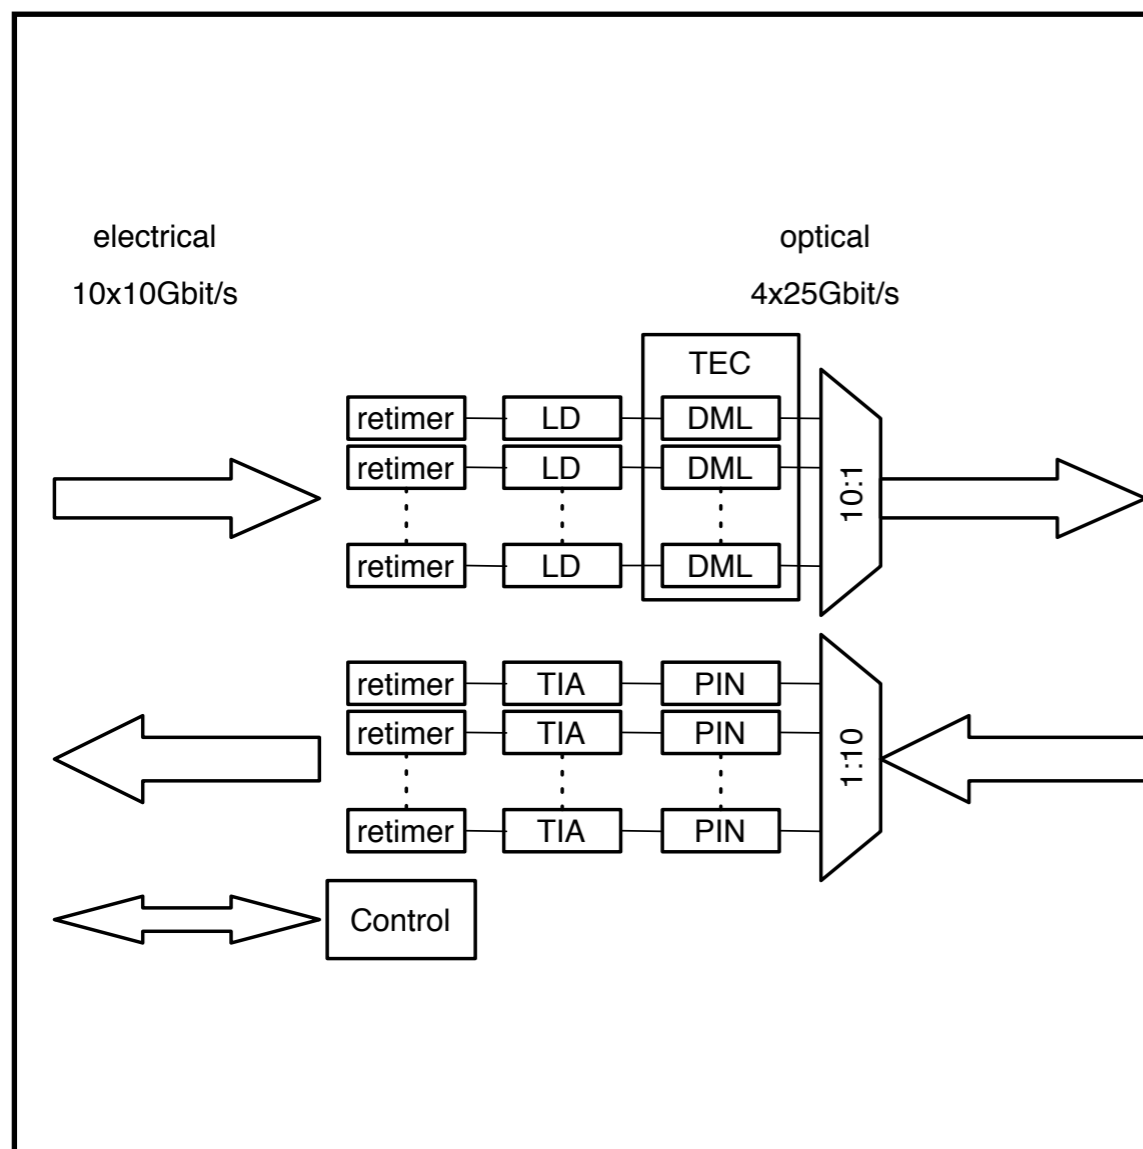 electrical
optical
10x10Gbit/s
4x25Gbit/s
TEC
retimer LD DML
retimer LD DML
10:1
retimer LD DML
retimer TIA PIN
retimer TIA PIN
1:10
retimer TIA PIN
Control